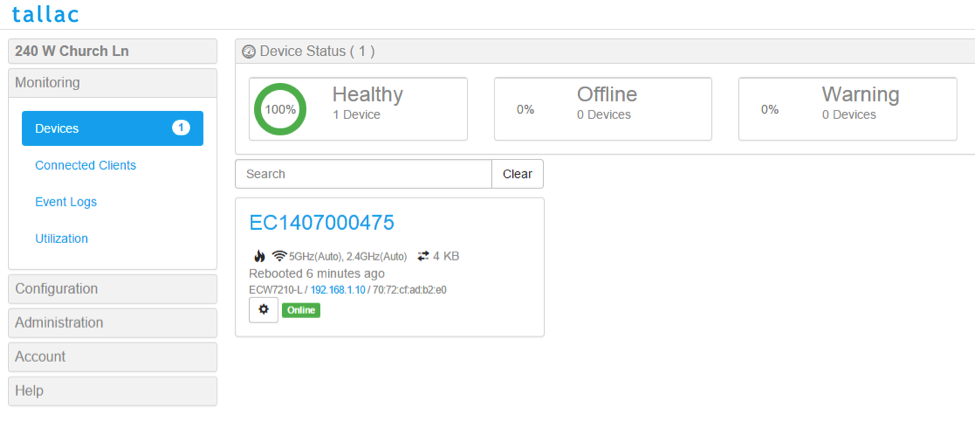 tallac
240 W Church Ln
Monitoring
Devices 1
Connected Clients
Event Logs
Utilization
Configuration
Administration
Account
Help
Device Status ( 1 )
100% Healthy
1 Device
0% Offline
0 Devices
0% Warning
0 Devices
Search Clear
EC1407000475
5GHz(Auto), 2.4GHz(Auto) 4 KB
Rebooted 6 minutes ago
ECW7210-L / 192.168.1.10 / 70:72:cf:ad:b2:e0
Online